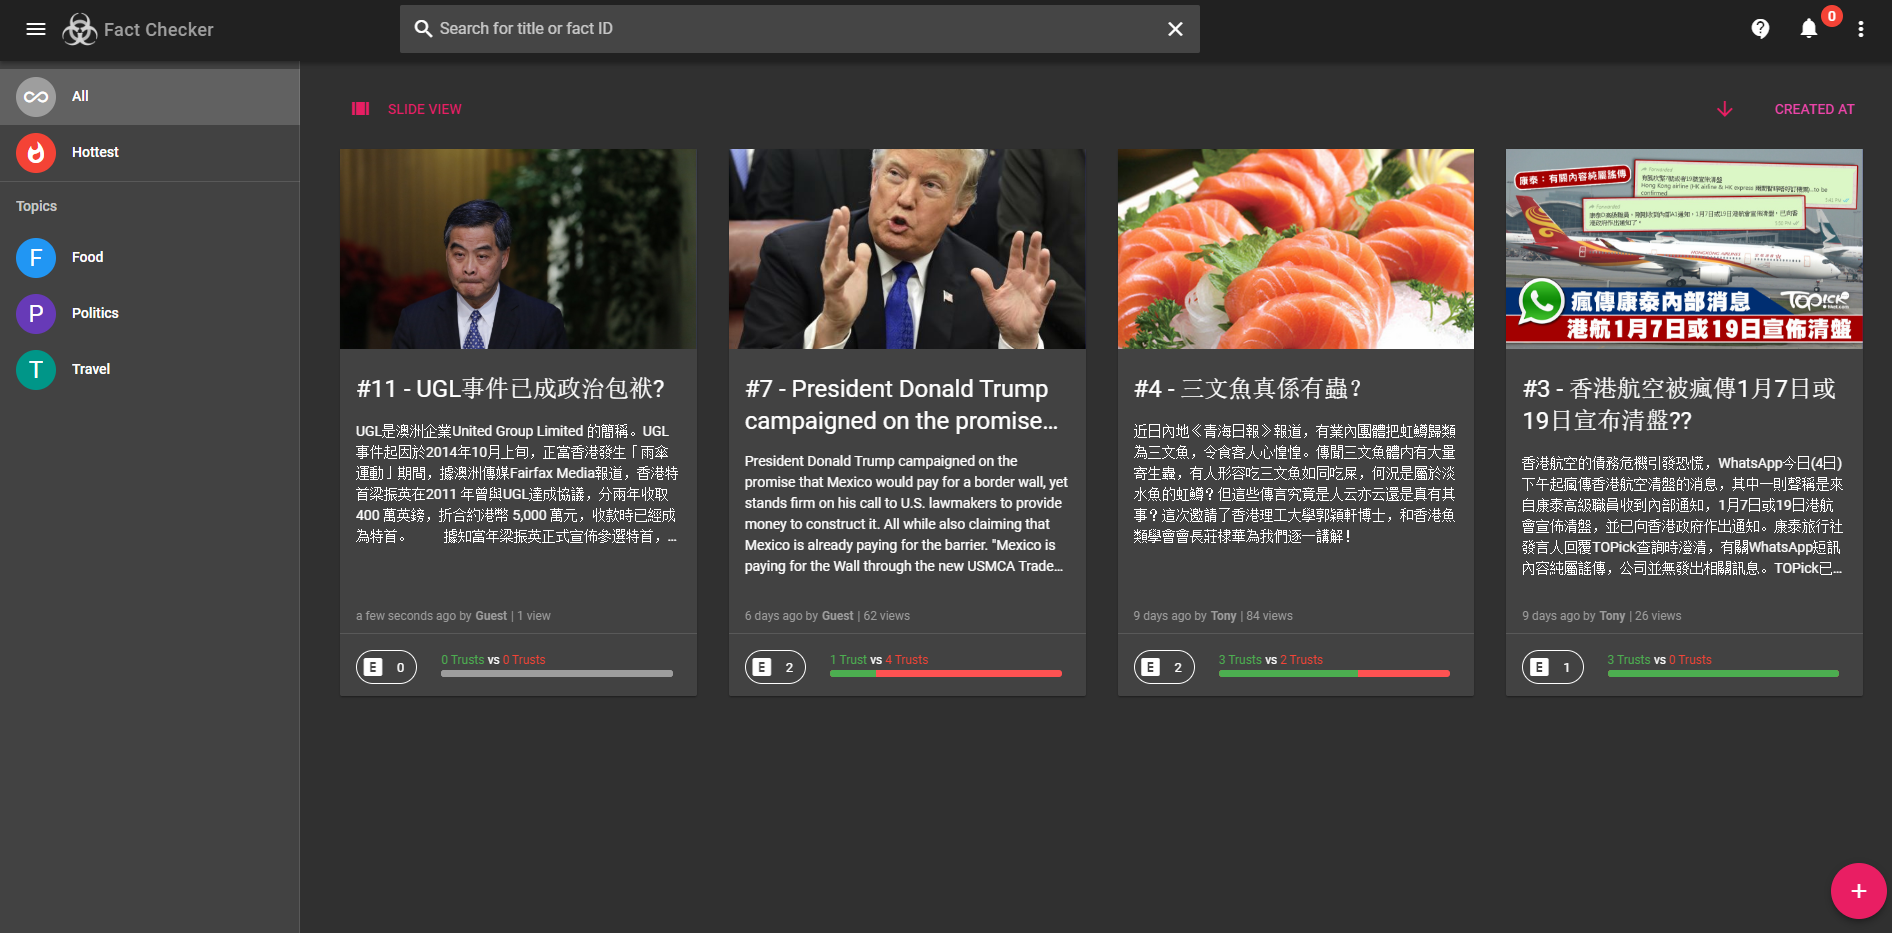 Fact Checker
Search for title or fact ID
0
All
Hottest
Topics
F Food
P Politics
T Travel
SLIDE VIEW
CREATED AT
#11 - UGL事件已成政治包袱?
UGL是澳洲企業United Group Limited 的簡稱。UGL
事件起因於2014年10月上旬，正當香港發生「雨傘
運動」期間，據澳洲傳媒Fairfax Media報道，香港特
首梁振英在2011 年曾與UGL達成協議，分兩年收取
400 萬英鎊，折合約港幣 5,000 萬元，收款時已經成
為特首。 據知當年梁振英正式宣佈參選特首，...
a few seconds ago by Guest | 1 view
E 0
0 Trusts vs 0 Trusts
#7 - President Donald Trump
campaigned on the promise...
President Donald Trump campaigned on the
promise that Mexico would pay for a border wall, yet
stands firm on his call to U.S. lawmakers to provide
money to construct it. All while also claiming that
Mexico is already paying for the barrier. "Mexico is
paying for the Wall through the new USMCA Trade...
6 days ago by Guest | 62 views
E 2
1 Trust vs 4 Trusts
#4 - 三文魚真係有蟲？
近日內地《青海日報》報道，有業內團體把虹鱒歸類
為三文魚，令食客人心惶惶。傳聞三文魚體內有大量
寄生蟲，有人形容吃三文魚如同吃屎，何況是屬於淡
水魚的虹鱒？但這些傳言究竟是人云亦云還是真有其
事？這次邀請了香港理工大學郭穎軒博士，和香港魚
類學會會長莊棣華為我們逐一講解！
9 days ago by Tony | 84 views
E 2
3 Trusts vs 2 Trusts
康泰：有關內容純屬謠傳
Forwarded
Hong Kong airline (HK airline & HK express
confirmed
Forwarded
HONGKONG AIRLINES
瘋傳康泰內部消息
TOPick
港航1月7日或19日宣佈清盤
#3 - 香港航空被瘋傳1月7日或
19日宣布清盤??
香港航空的債務危機引發恐慌，WhatsApp今日(4日)
下午起瘋傳香港航空清盤的消息，其中一則聲稱是來
自康泰高級職員收到內部通知，1月7日或19日港航
會宣佈清盤，並已向香港政府作出通知。康泰旅行社
發言人回覆TOPick查詢時澄清，有關WhatsApp短訊
內容純屬謠傳，公司並無發出相關訊息。TOPick已...
9 days ago by Tony | 26 views
E 1
3 Trusts vs 0 Trusts